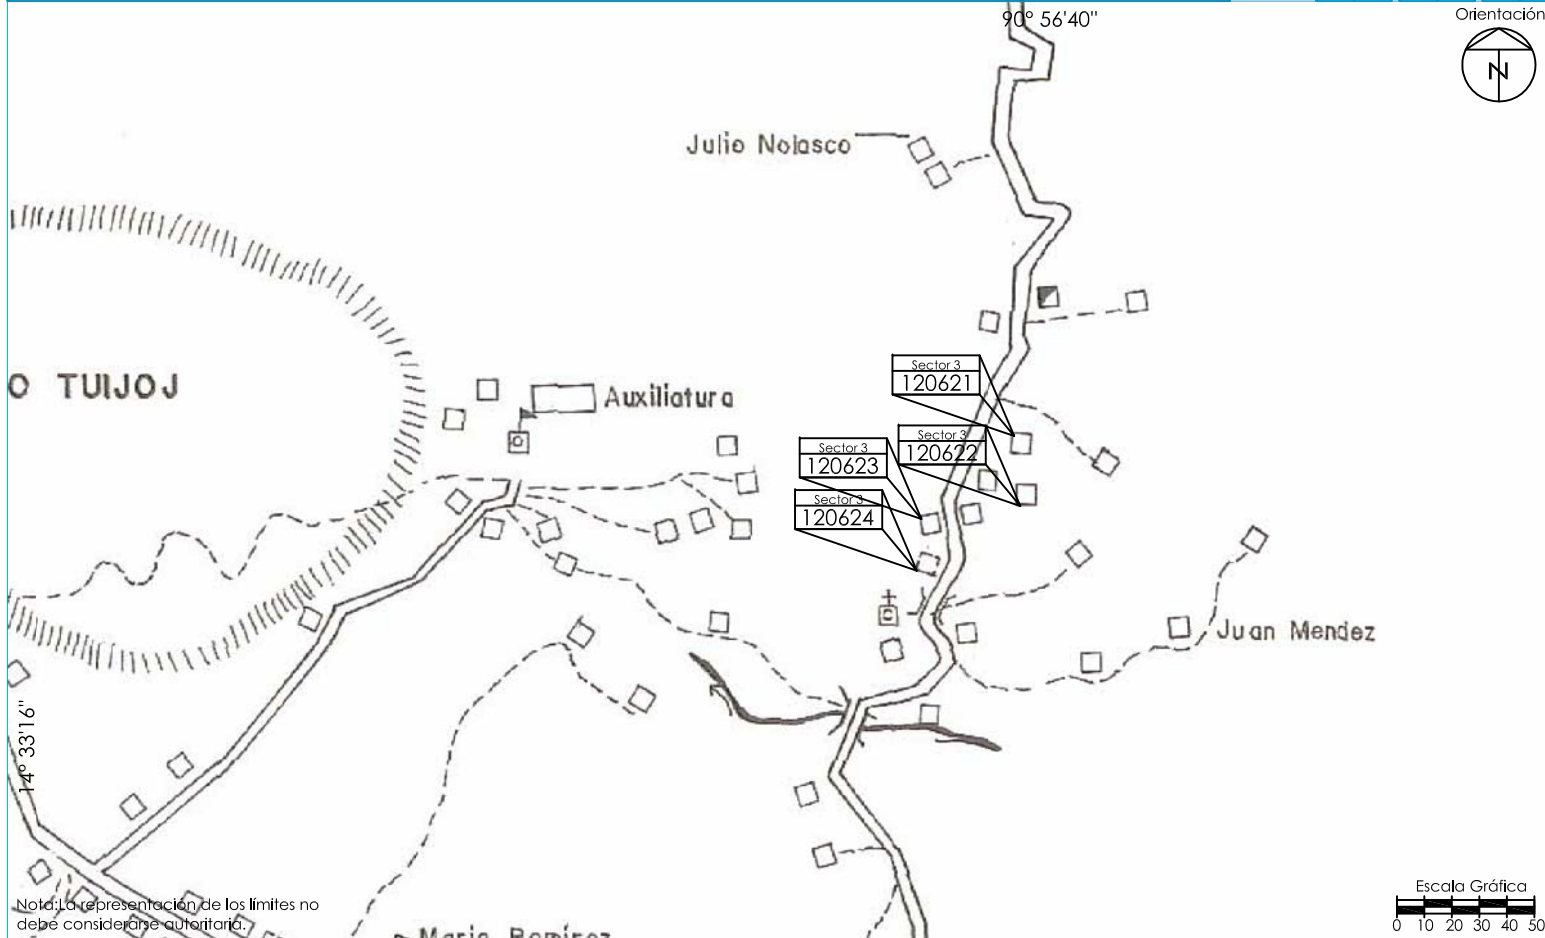 90° 56'40"
Orientación
N
Julio Nolasco
O TUIJOJ
Auxiliatura
Sector 3
120621
Sector 3
120622
Sector 3
120623
Sector 3
120624
Juan Mendez
14° 33'16"
Escala Gráfica
0 10 20 30 40 50
Nota:La representación de los límites no
debe considerarse autoritaria.
Mario Ramírez